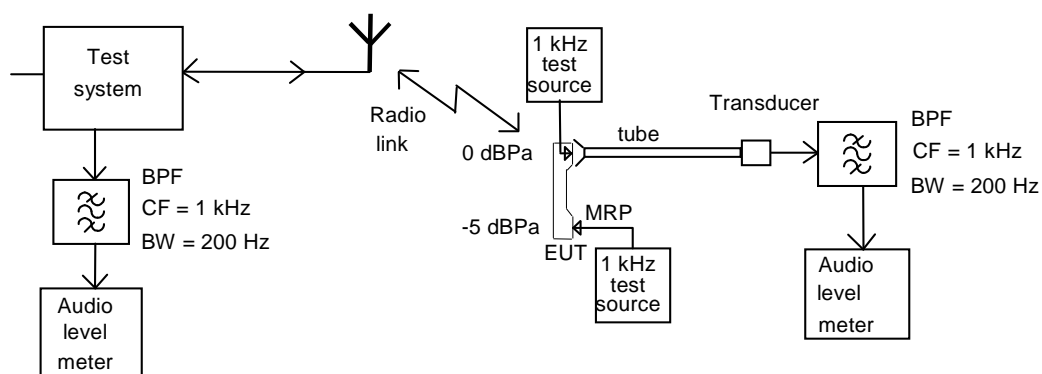 Test
system
BPF
CF = 1 kHz
BW = 200 Hz
Audio
level
meter
Radio
link
1 kHz
test
source
0 dBPa
-5 dBPa
EUT
MRP
1 kHz
test
source
tube
Transducer
BPF
CF = 1 kHz
BW = 200 Hz
Audio
level
meter